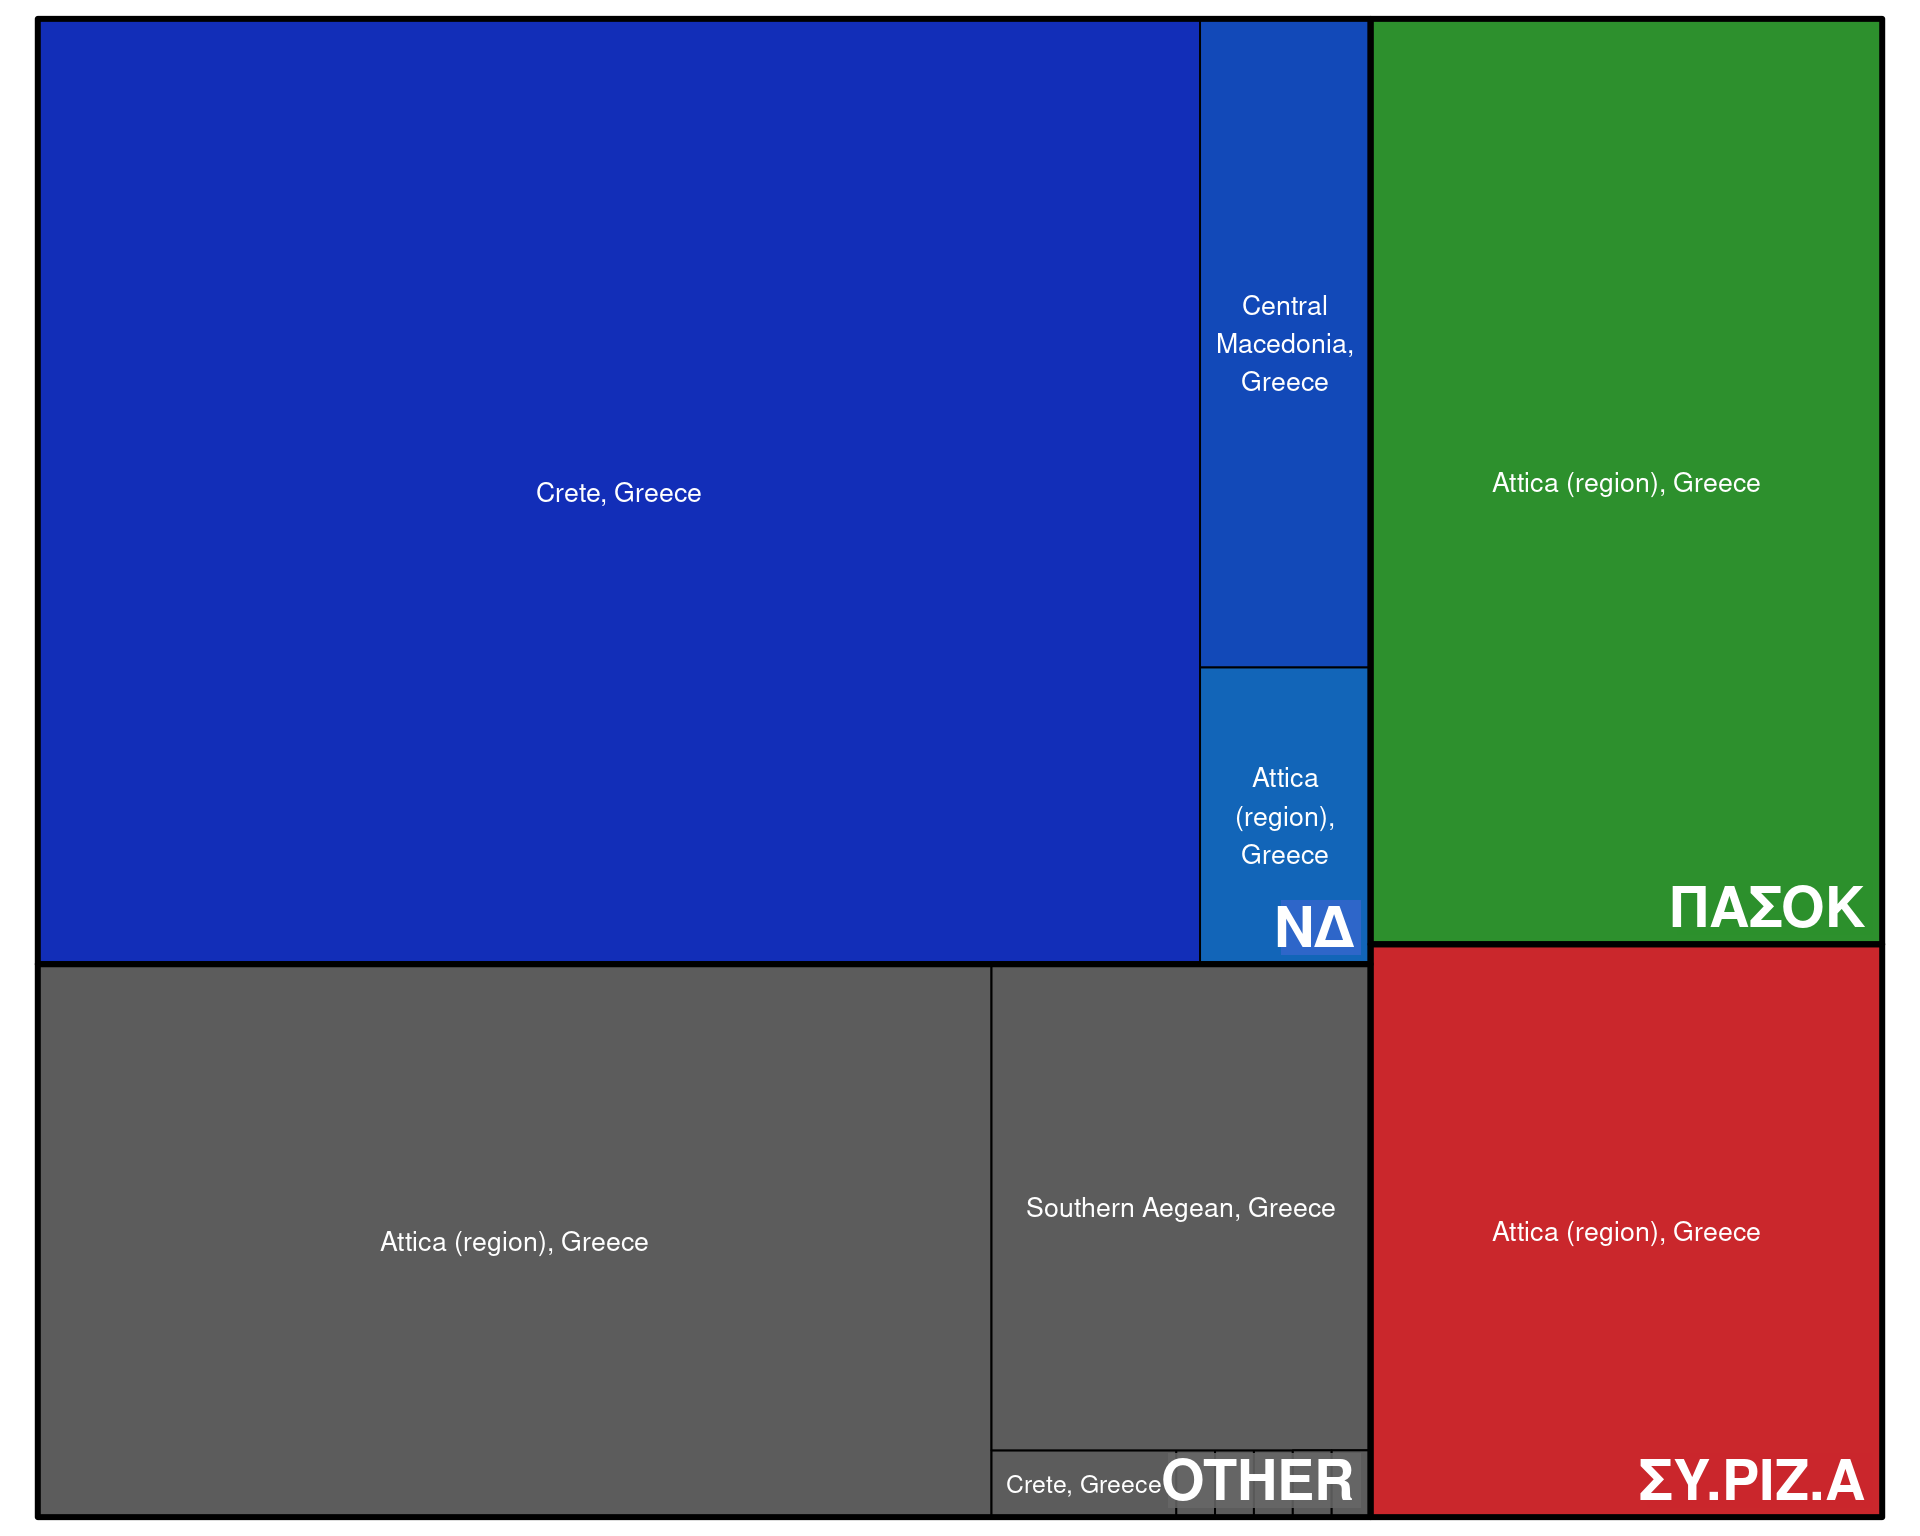 Crete, Greece
Central
Macedonia,
Greece
Attica
(region),
Greece
ΝΔ
Attica (region), Greece
ΠΑΣΟΚ
Attica (region), Greece
Southern Aegean, Greece
Crete, Greece
OTHER
Attica (region), Greece
ΣΥ.ΡΙΖ.Α